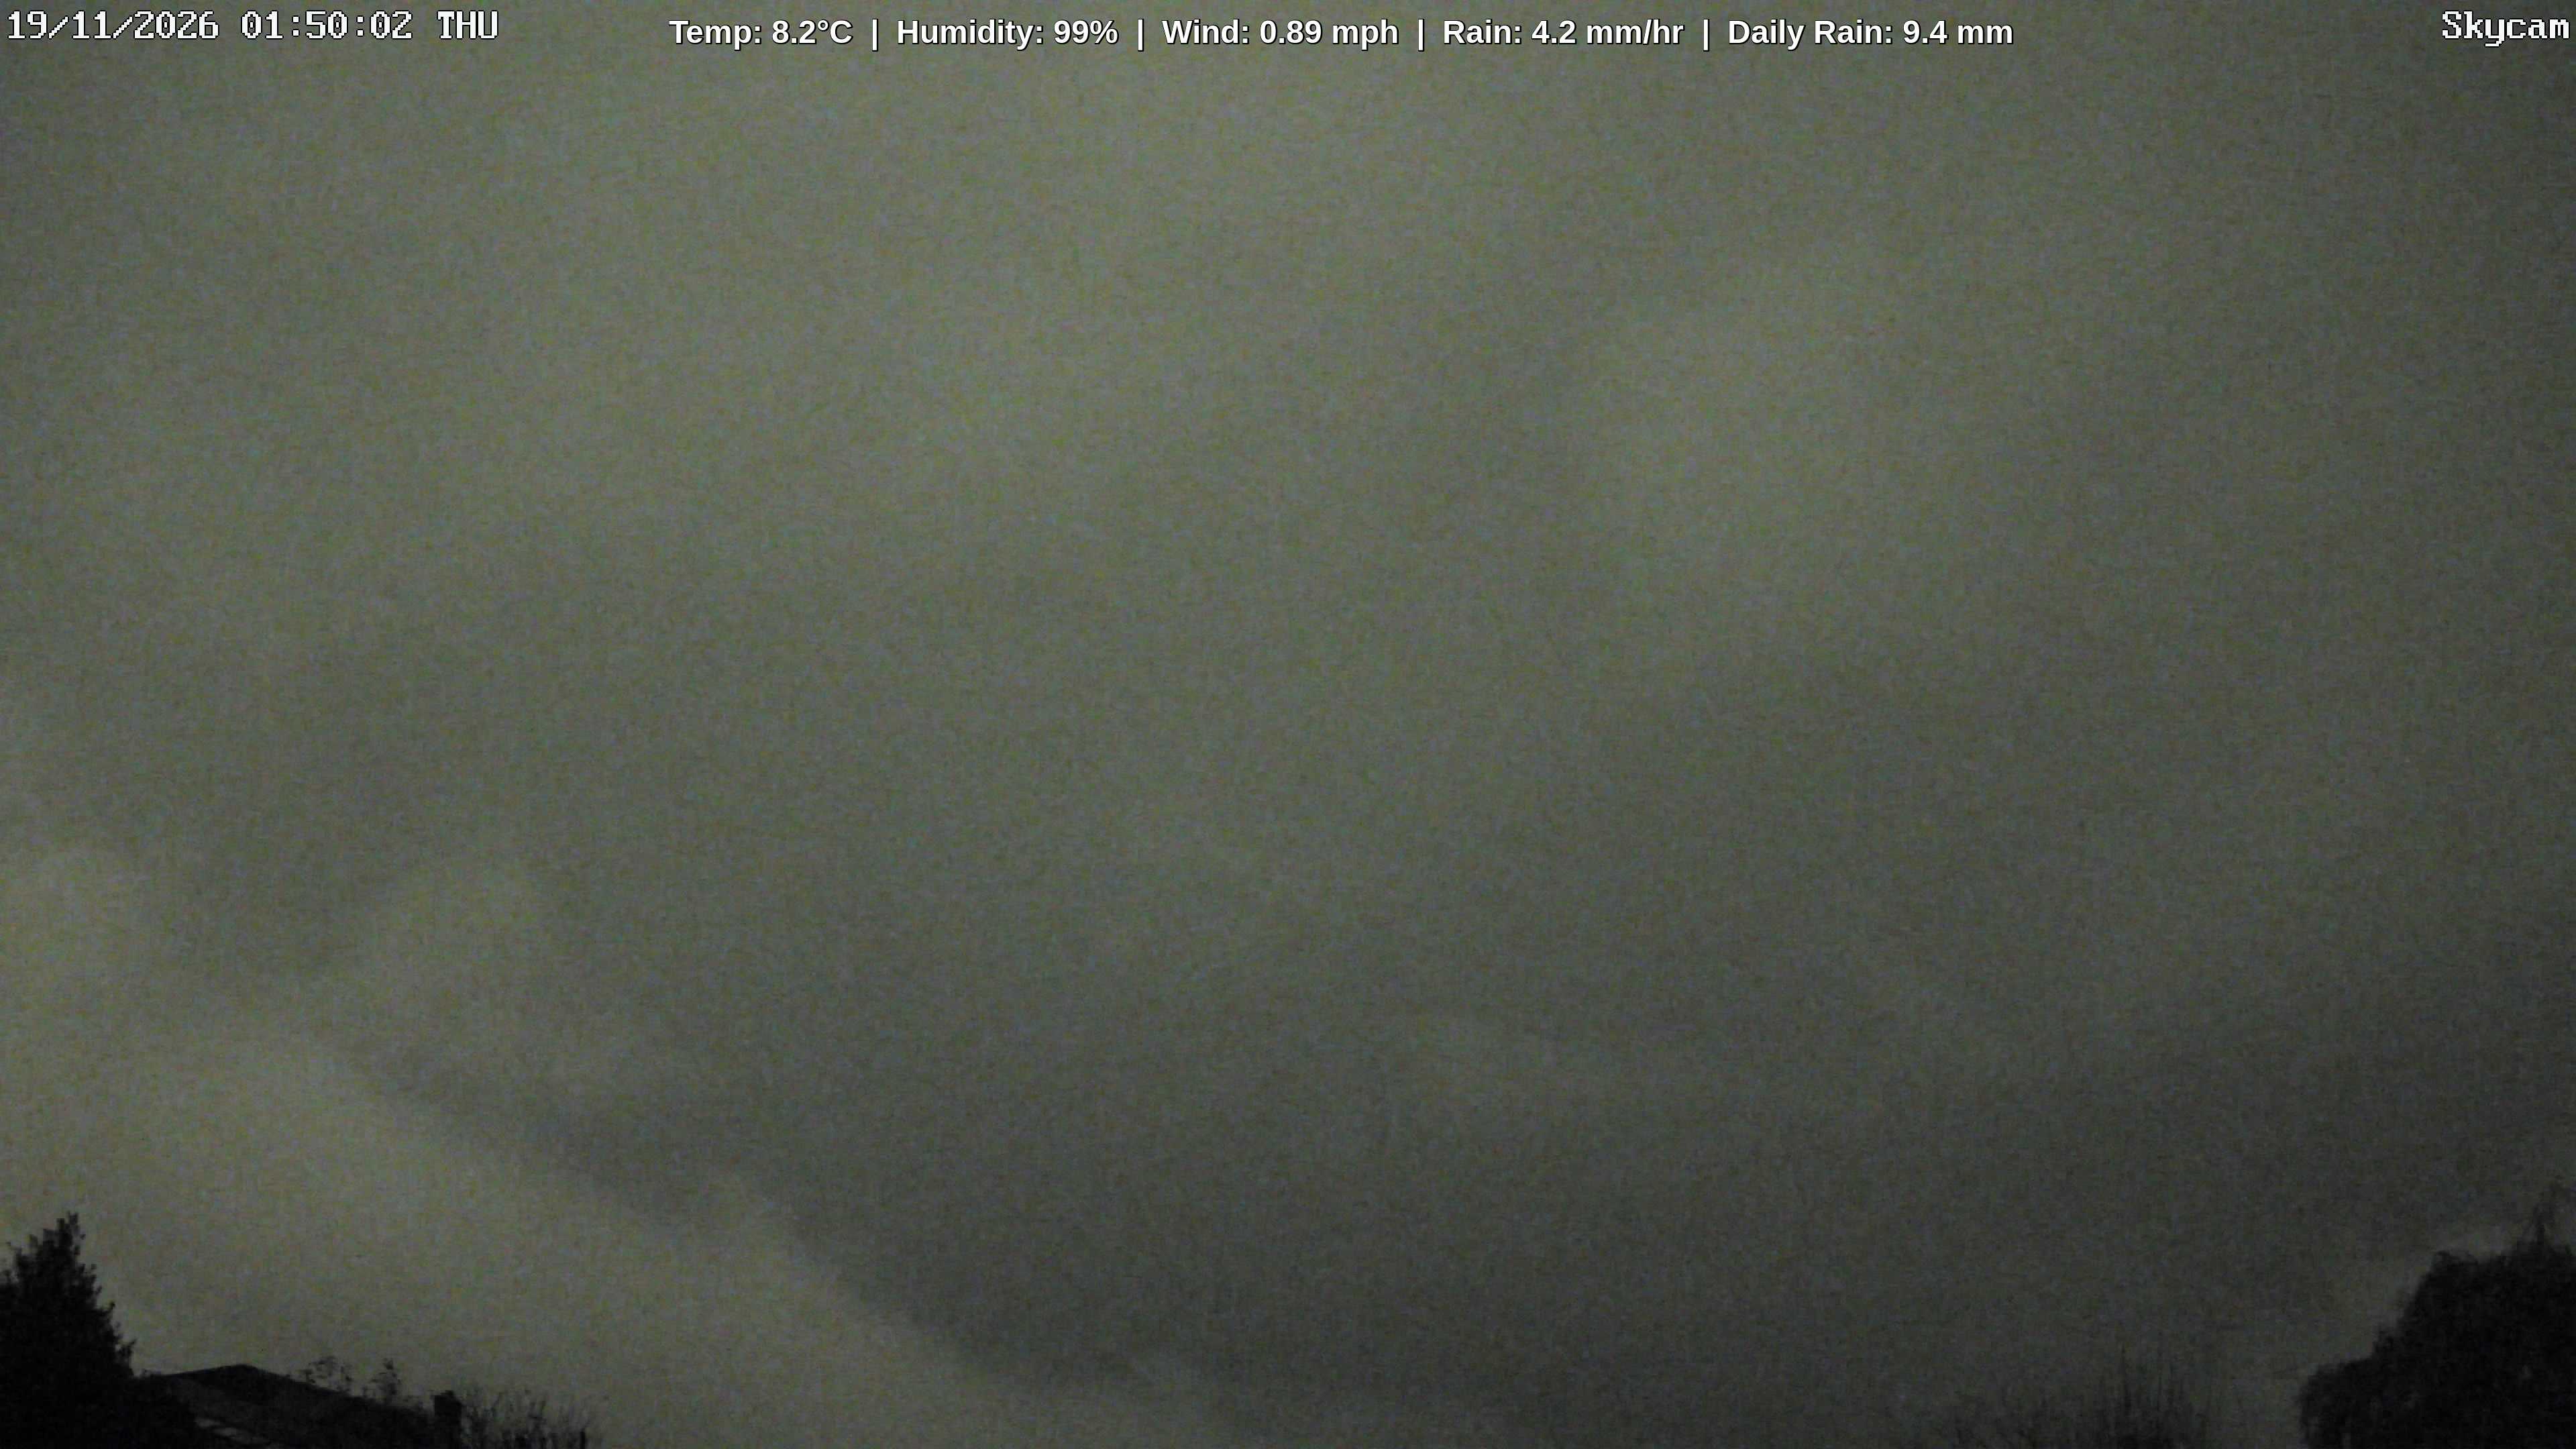 19/11/2026 01:50:02 THU
Temp: 8.2°C | Humidity: 99% | Wind: 0.89 mph | Rain: 4.2 mm/hr | Daily Rain: 9.4 mm
Skycam